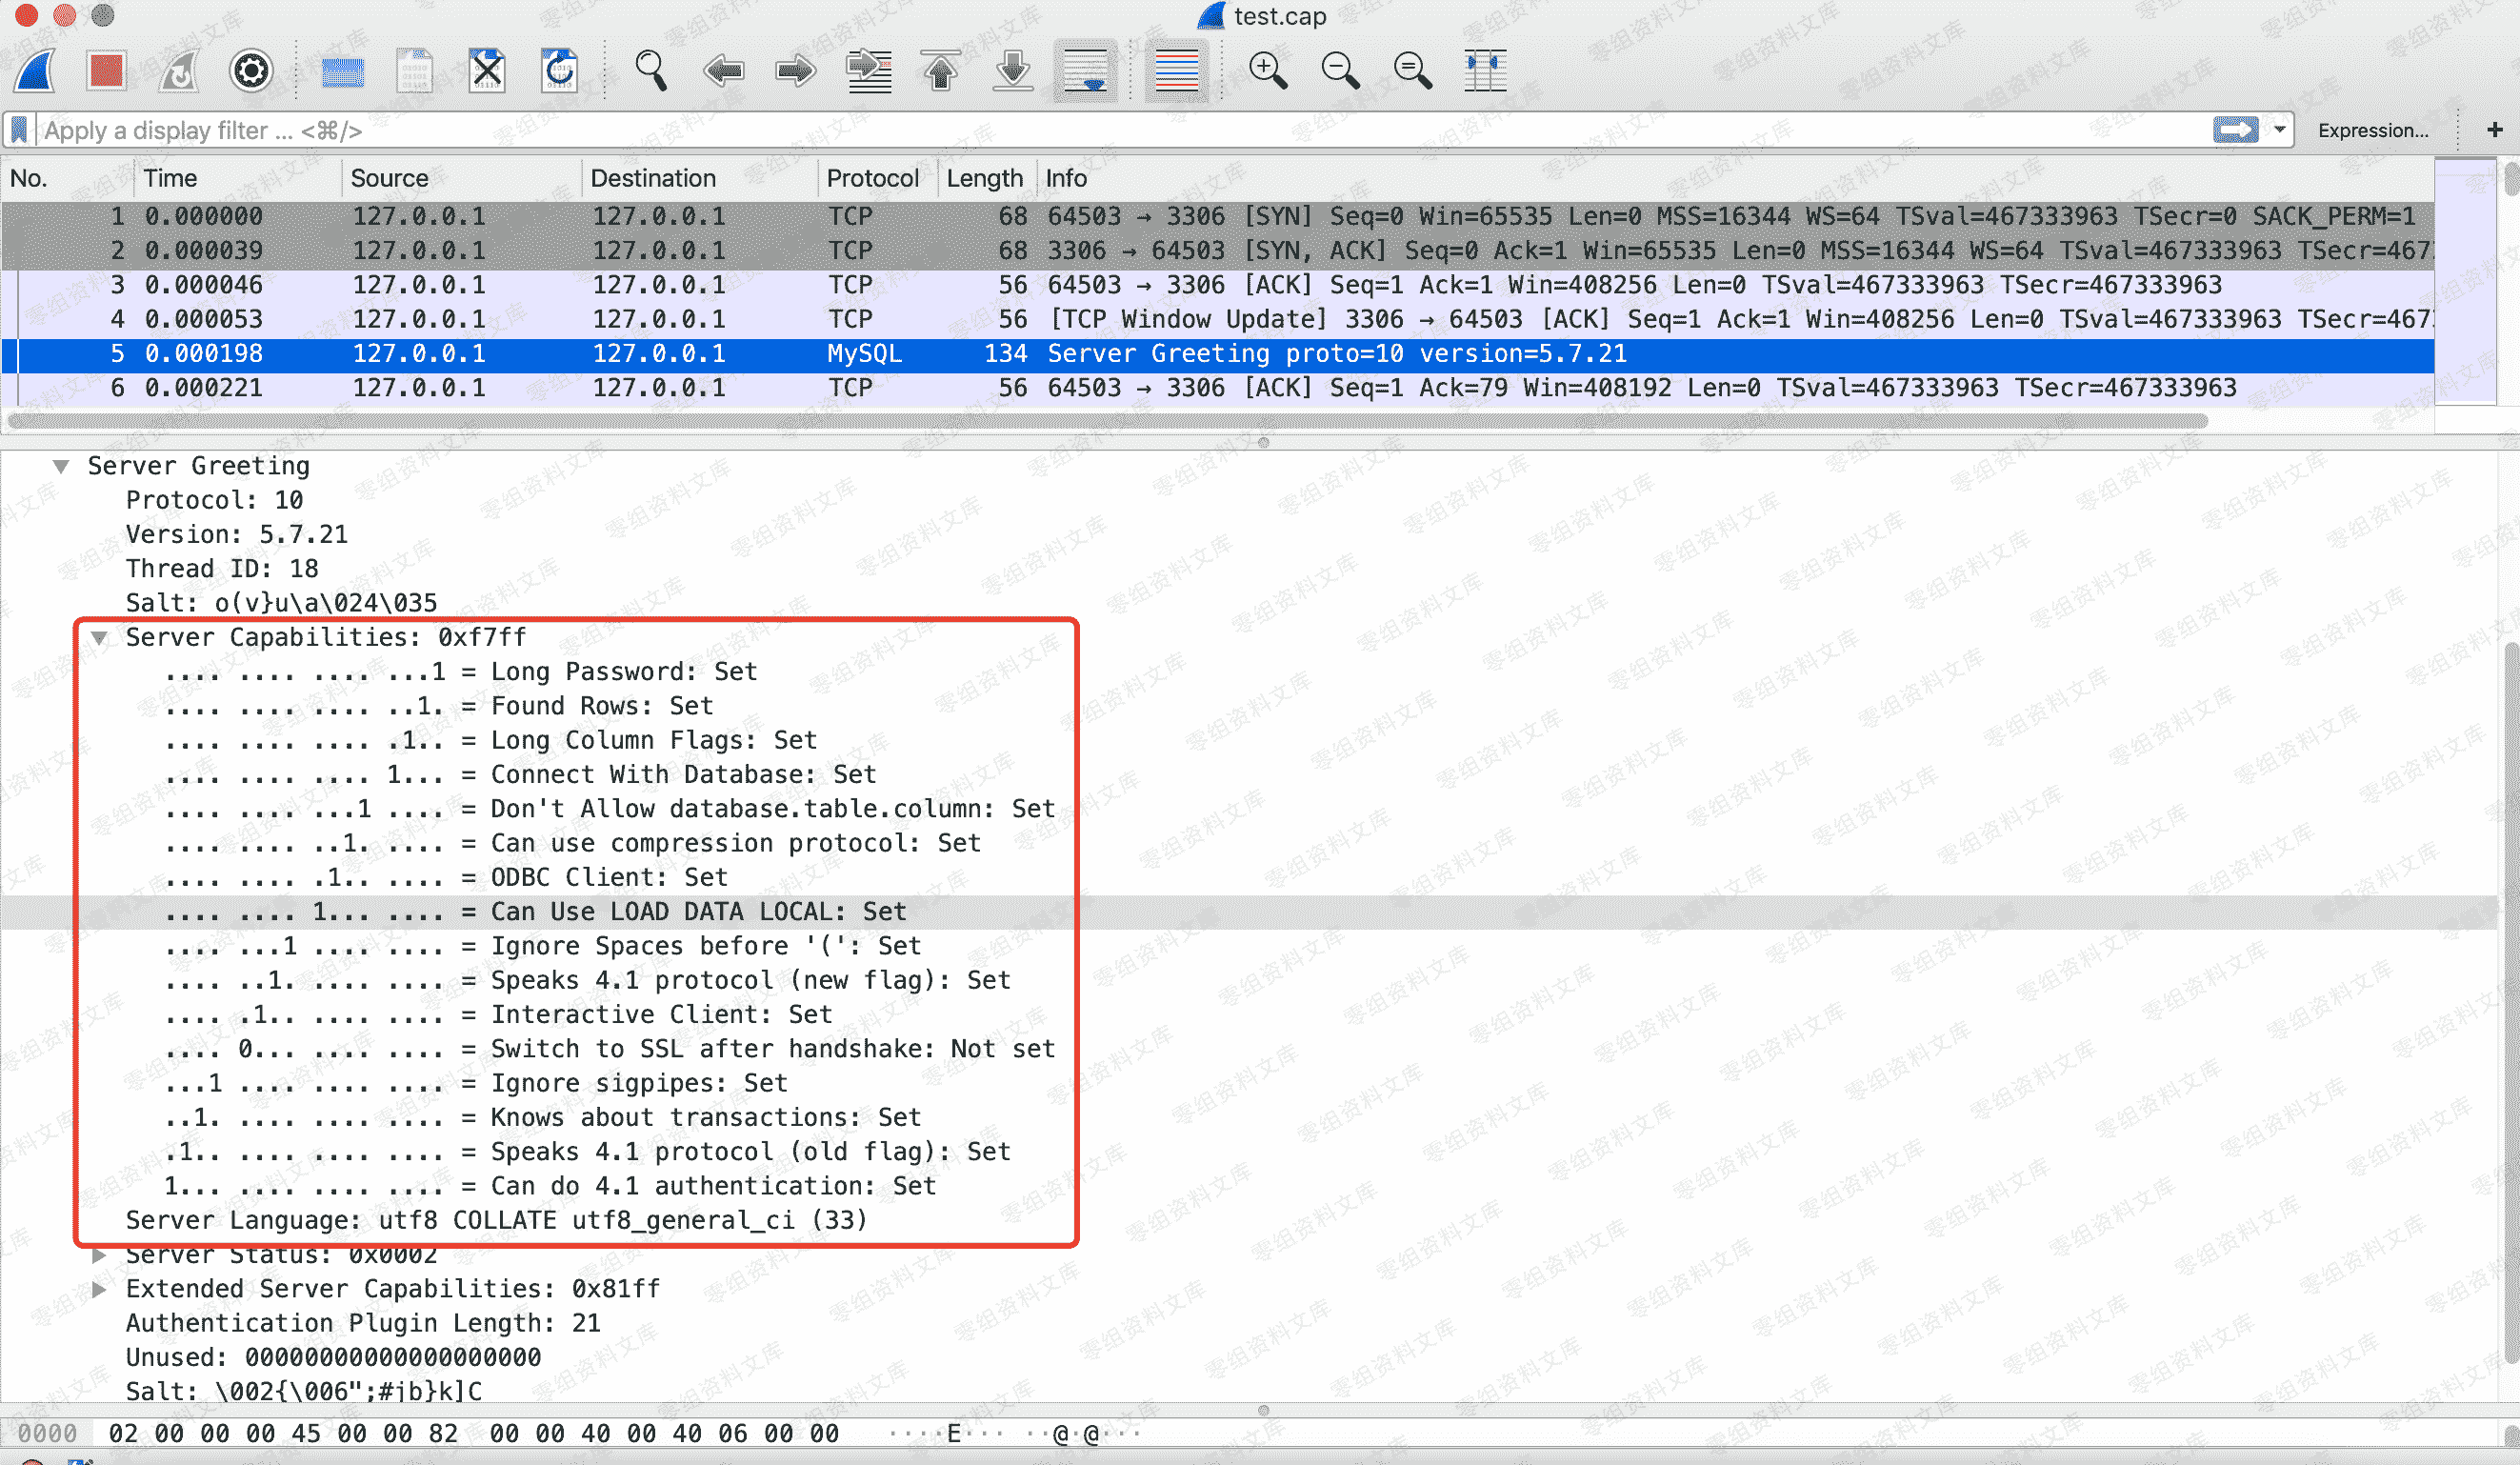 test.cap
Apply a display filter ... <⌘/>
Expression...
+
No. Time Source Destination Protocol Length Info
1 0.000000 127.0.0.1 127.0.0.1 TCP 68 64503 → 3306 [SYN] Seq=0 Win=65535 Len=0 MSS=16344 WS=64 TSval=467333963 TSecr=0 SACK_PERM=1
2 0.000039 127.0.0.1 127.0.0.1 TCP 68 3306 → 64503 [SYN, ACK] Seq=0 Ack=1 Win=65535 Len=0 MSS=16344 WS=64 TSval=467333963 TSecr=467
3 0.000046 127.0.0.1 127.0.0.1 TCP 56 64503 → 3306 [ACK] Seq=1 Ack=1 Win=408256 Len=0 TSval=467333963 TSecr=467333963
4 0.000053 127.0.0.1 127.0.0.1 TCP 56 [TCP Window Update] 3306 → 64503 [ACK] Seq=1 Ack=1 Win=408256 Len=0 TSval=467333963 TSecr=467
5 0.000198 127.0.0.1 127.0.0.1 MySQL 134 Server Greeting proto=10 version=5.7.21
6 0.000221 127.0.0.1 127.0.0.1 TCP 56 64503 → 3306 [ACK] Seq=1 Ack=79 Win=408192 Len=0 TSval=467333963 TSecr=467333963
Server Greeting
Protocol: 10
Version: 5.7.21
Thread ID: 18
Salt: o(v}u\a\024\035
Server Capabilities: 0xf7ff
.... .... .... ...1 = Long Password: Set
.... .... .... ..1. = Found Rows: Set
.... .... .... .1.. = Long Column Flags: Set
.... .... .... 1... = Connect With Database: Set
.... .... ...1 .... = Don't Allow database.table.column: Set
.... .... ..1. .... = Can use compression protocol: Set
.... .... .1.. .... = ODBC Client: Set
.... .... 1... .... = Can Use LOAD DATA LOCAL: Set
.... ...1 .... .... = Ignore Spaces before '(': Set
.... ..1. .... .... = Speaks 4.1 protocol (new flag): Set
.... .1.. .... .... = Interactive Client: Set
.... 0... .... .... = Switch to SSL after handshake: Not set
...1 .... .... .... = Ignore sigpipes: Set
..1. .... .... .... = Knows about transactions: Set
.1.. .... .... .... = Speaks 4.1 protocol (old flag): Set
1... .... .... .... = Can do 4.1 authentication: Set
Server Language: utf8 COLLATE utf8_general_ci (33)
Server Status: 0x0002
Extended Server Capabilities: 0x81ff
Authentication Plugin Length: 21
Unused: 00000000000000000000
Salt: \002{\006";#jb}k]C
0000 02 00 00 00 45 00 00 82 00 00 40 00 40 06 00 00 ····E··· ··@·@···
零组资料文库